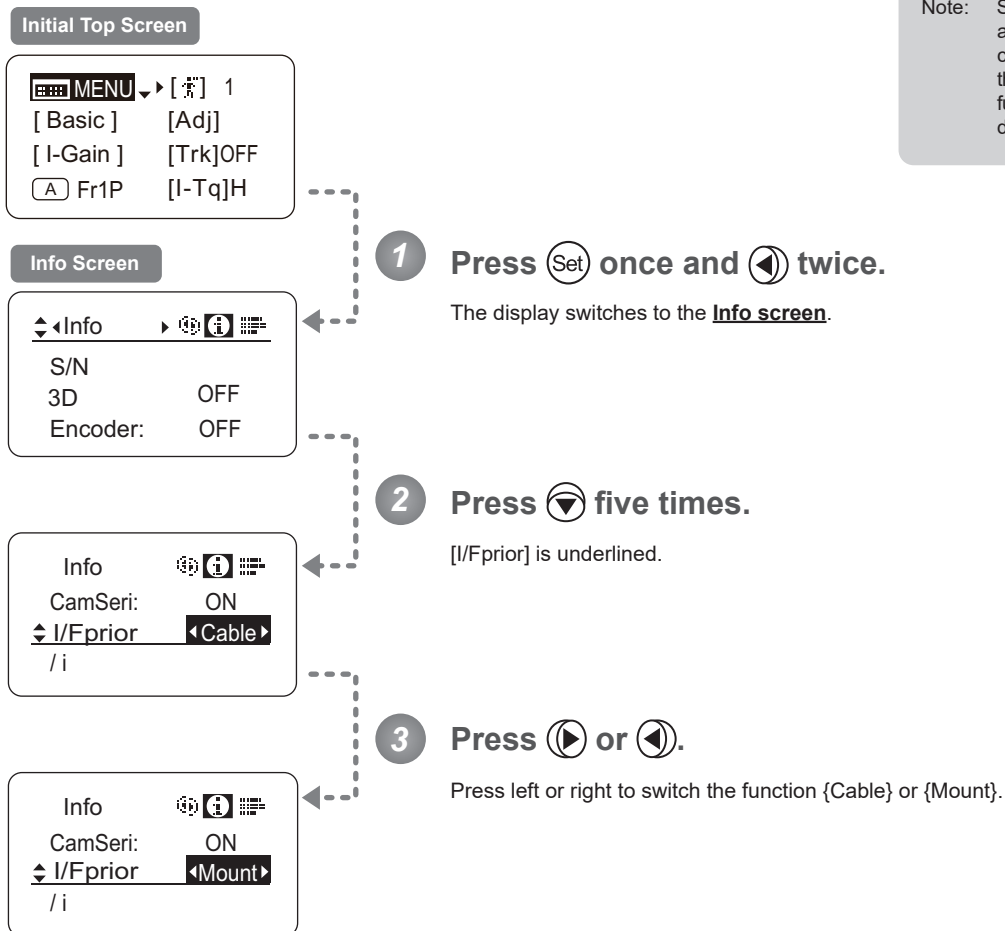 Initial Top Screen
MENU [ ] 1
[ Basic ] [Adj]
[ I-Gain ] [Trk]OFF
A Fr1P [I-Tq]H
Note:
Info Screen
Info
S/N
3D OFF
Encoder: OFF
1 Press Set once and twice.
The display switches to the Info screen.
2 Press five times.
[I/Fprior] is underlined.
Info
CamSeri: ON
I/Fprior Cable
/ i
3 Press or .
Press left or right to switch the function {Cable} or {Mount}.
Info
CamSeri: ON
I/Fprior Mount
/ i